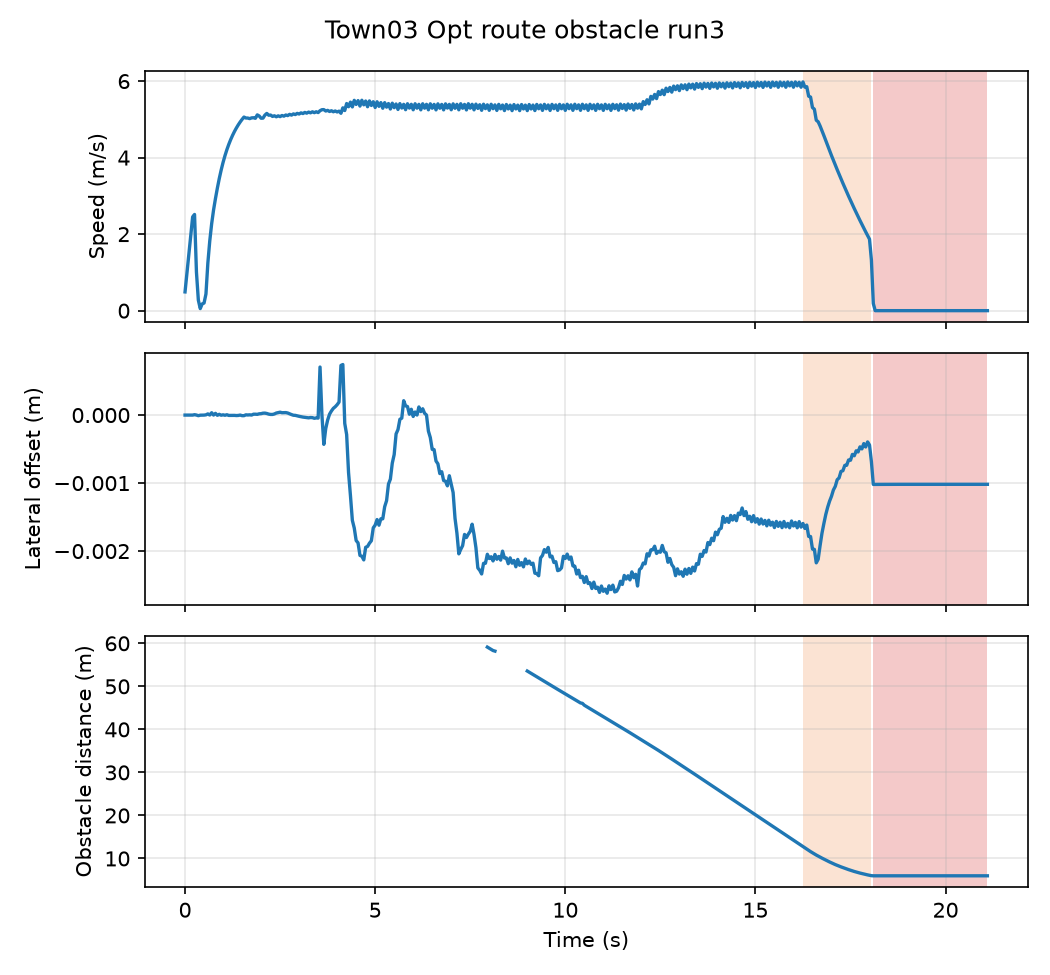 Town03 Opt route obstacle run3
Speed (m/s)
6
4
2
0
Lateral offset (m)
0.000
−0.001
−0.002
Obstacle distance (m)
60
50
40
30
20
10
0 5 10 15 20
Time (s)